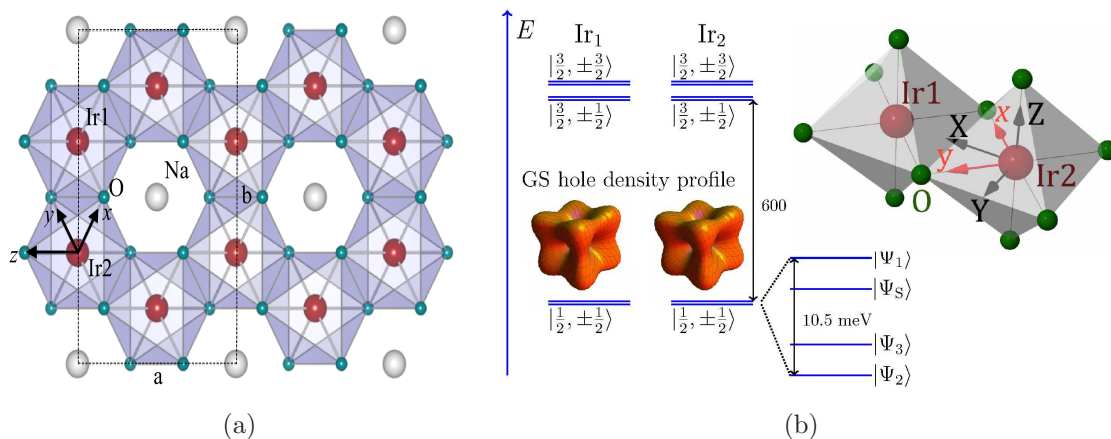 Ir1
Na
O
b
y
x
z
Ir2
a
(a)
E
Ir₁
Ir₂
|3/2, ±3/2⟩
|3/2, ±3/2⟩
|3/2, ±1/2⟩
|3/2, ±1/2⟩
GS hole density profile
600
|1/2, ±1/2⟩
|1/2, ±1/2⟩
10.5 meV
|Ψ₁⟩
|Ψ_S⟩
|Ψ₃⟩
|Ψ₂⟩
Ir1
X
x
Z
y
Ir2
O
Y
(b)